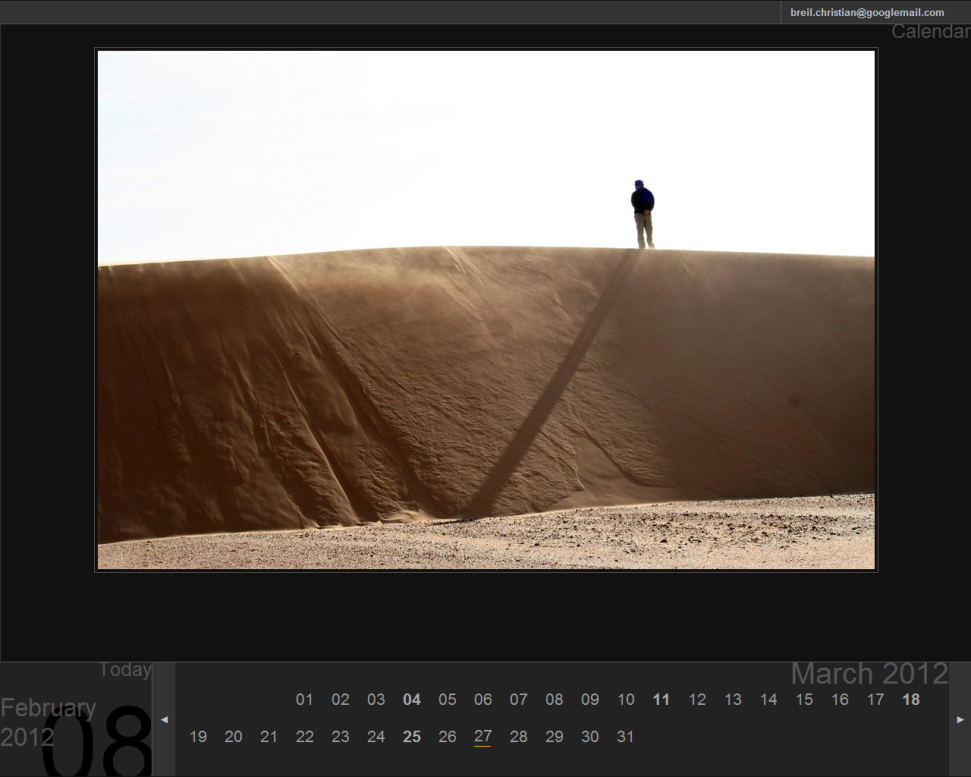 breil.christian@googlemail.com
Calendar
Today
February
2012
08
◄
March 2012
01 02 03 04 05 06 07 08 09 10 11 12 13 14 15 16 17 18
19 20 21 22 23 24 25 26 27 28 29 30 31
►